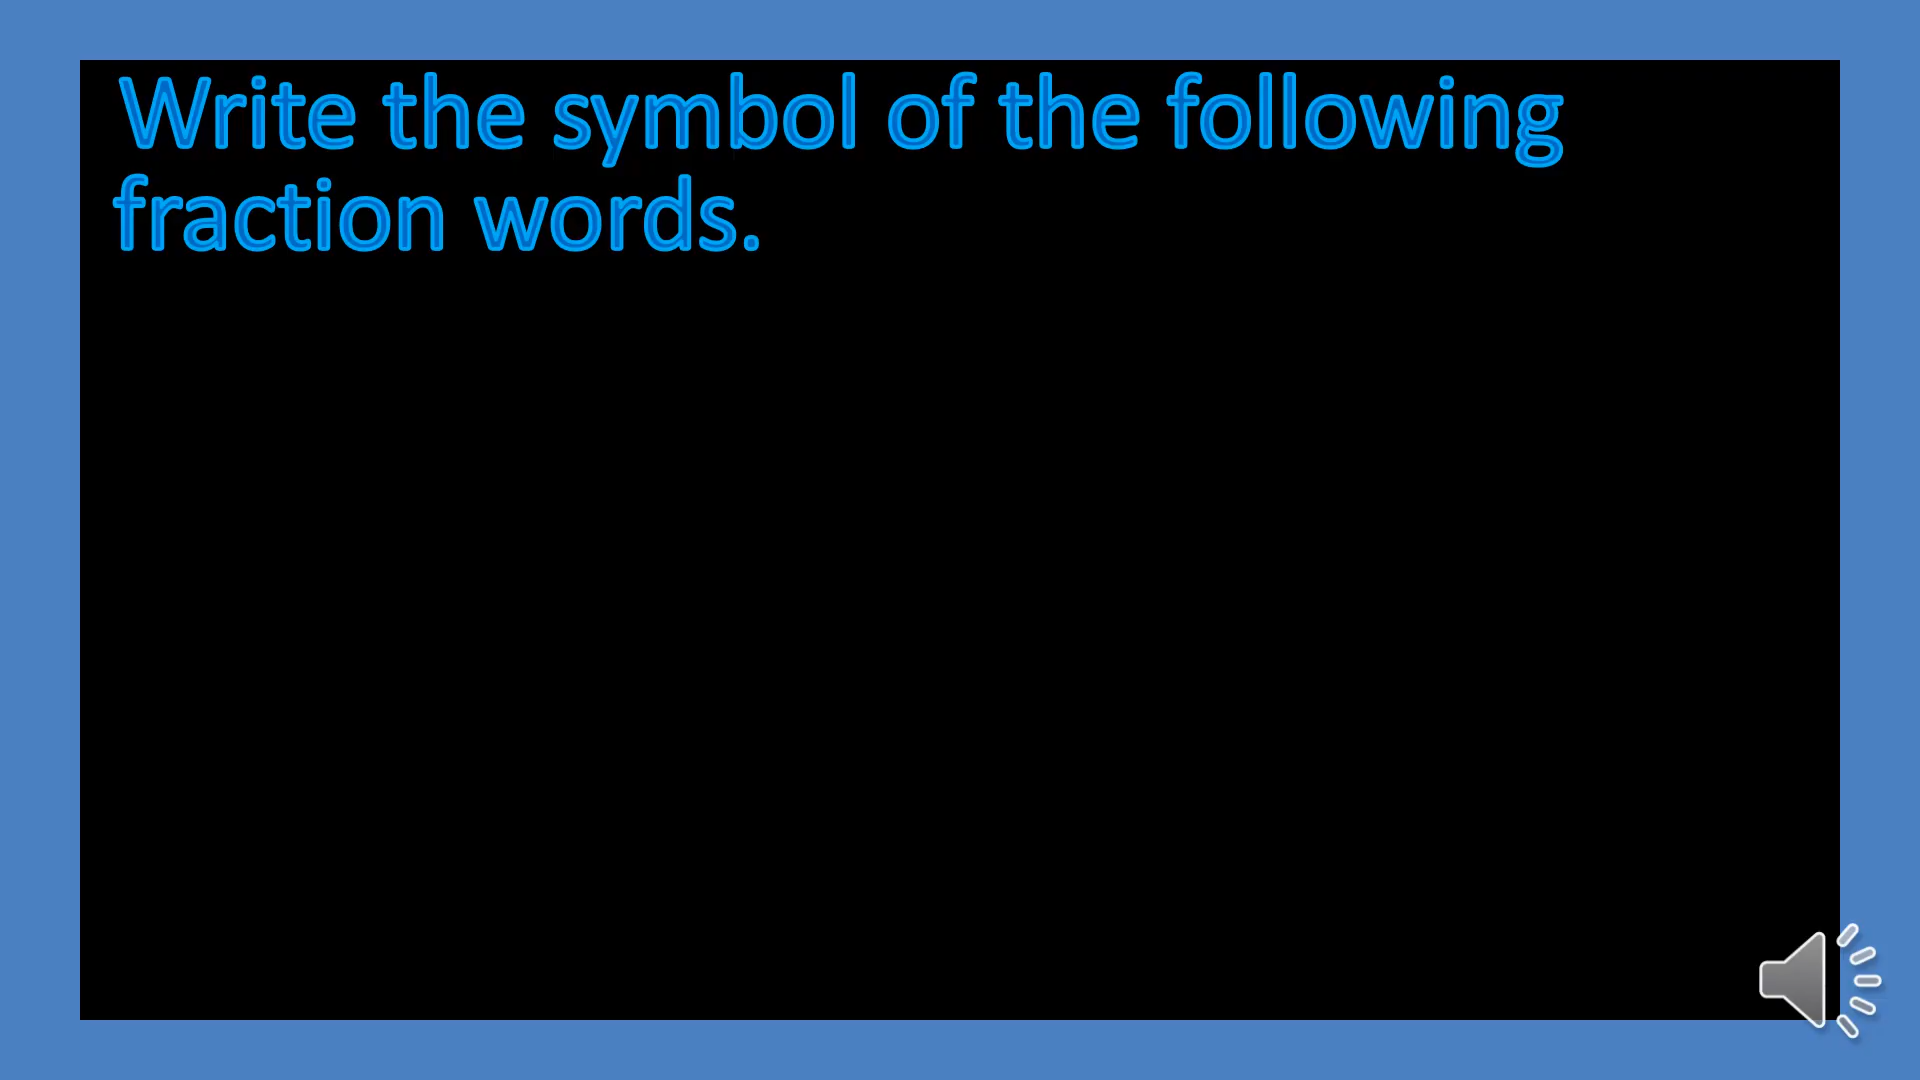 Write the symbol of the following
fraction words.